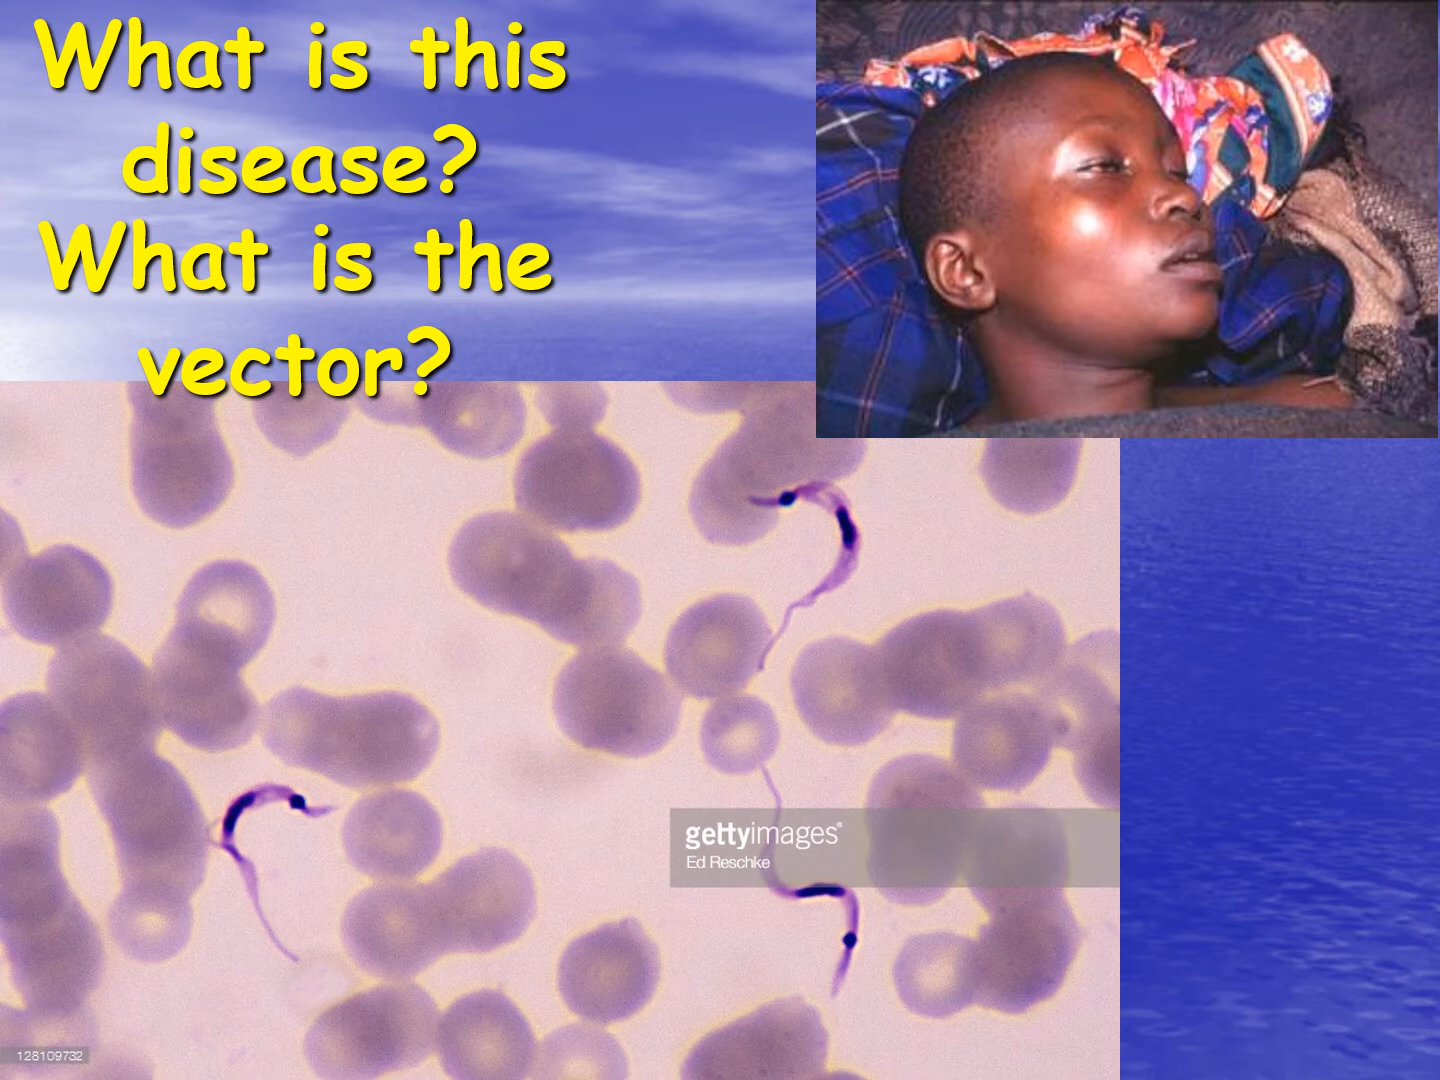 What is this
disease?
What is the
vector?
gettyimages®
Ed Reschke
128109732